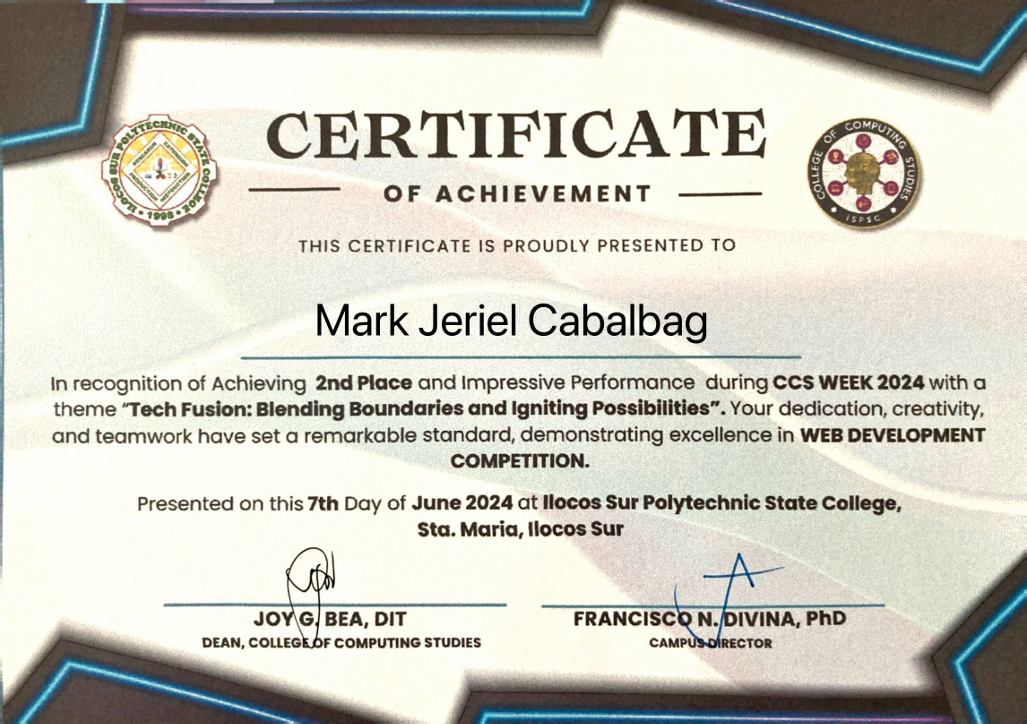 CERTIFICATE
OF ACHIEVEMENT
ILOCOS SUR POLYTECHNIC STATE COLLEGE
• 1998 •
COLLEGE OF COMPUTING STUDIES
• ISPSC •
THIS CERTIFICATE IS PROUDLY PRESENTED TO
Mark Jeriel Cabalbag
In recognition of Achieving 2nd Place and Impressive Performance during CCS WEEK 2024 with a
theme “Tech Fusion: Blending Boundaries and Igniting Possibilities”. Your dedication, creativity,
and teamwork have set a remarkable standard, demonstrating excellence in WEB DEVELOPMENT
COMPETITION.
Presented on this 7th Day of June 2024 at Ilocos Sur Polytechnic State College,
Sta. Maria, Ilocos Sur
JOY G. BEA, DIT
DEAN, COLLEGE OF COMPUTING STUDIES
FRANCISCO N. DIVINA, PhD
CAMPUS DIRECTOR